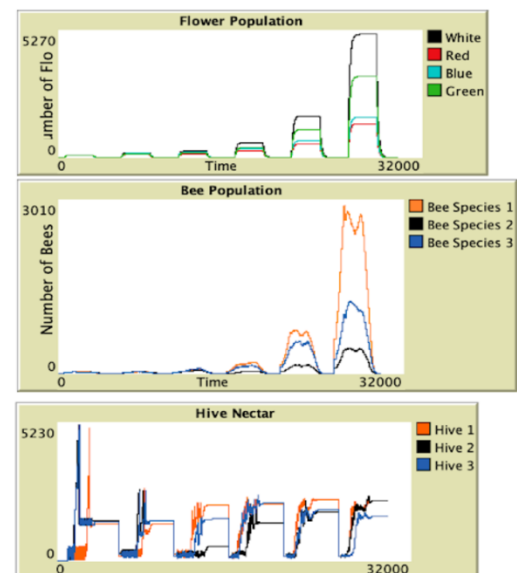 Flower Population
5270
umber of Flo
0
Time
32000
White
Red
Blue
Green
Bee Population
3010
Number of Bees
0
0
Time
32000
Bee Species 1
Bee Species 2
Bee Species 3
Hive Nectar
5230
0
0
32000
Hive 1
Hive 2
Hive 3